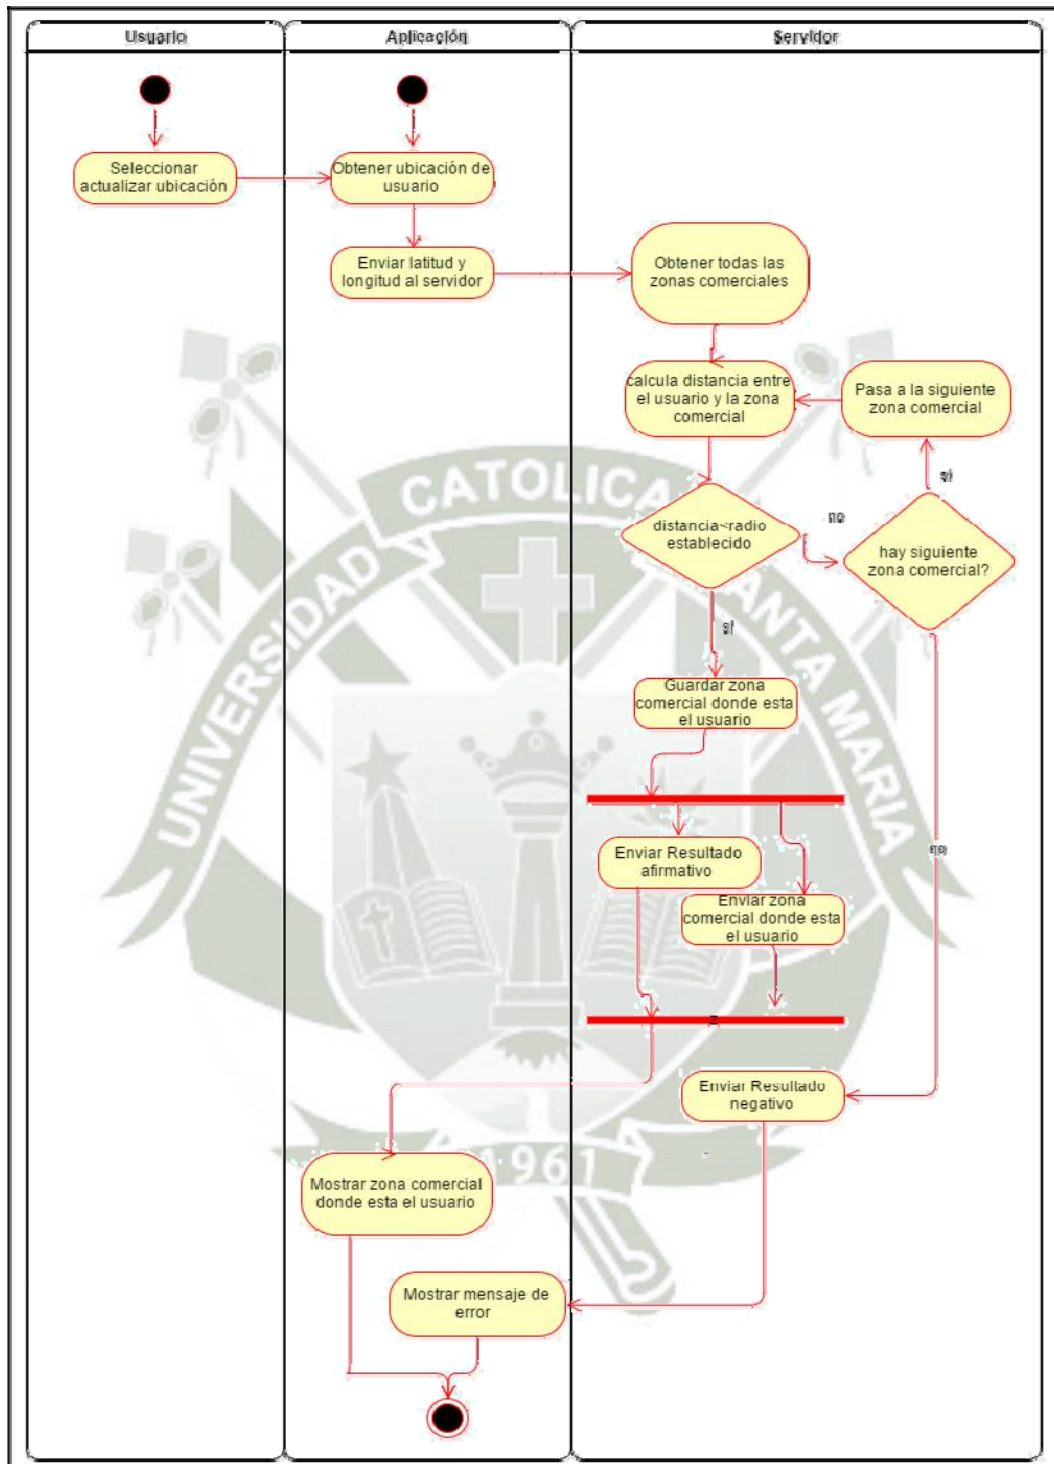 Usuario
Aplicación
Servidor
Seleccionar
actualizar ubicación
Obtener ubicación de
usuario
Enviar latitud y
longitud al servidor
Obtener todas las
zonas comerciales
calcula distancia entre
el usuario y la zona
comercial
Pasa a la siguiente
zona comercial
si
distancia<radio
establecido
no
hay siguiente
zona comercial?
si
Guardar zona
comercial donde esta
el usuario
no
Enviar Resultado
afirmativo
Enviar zona
comercial donde esta
el usuario
z
Enviar Resultado
negativo
Mostrar zona comercial
donde esta el usuario
Mostrar mensaje de
error
UNIVERSIDAD CATOLICA SANTA MARIA
1961